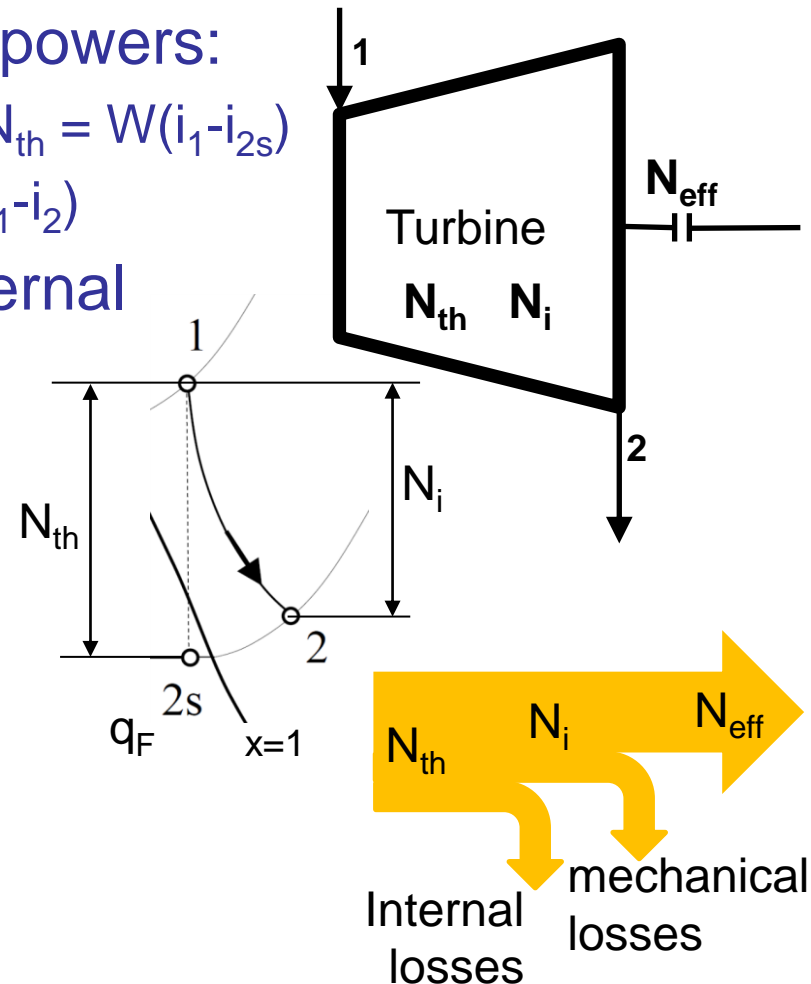 powers:
N_th = W(i_1-i_2s)
_1-i_2)
ernal
1
N_eff
Turbine
N_th N_i
2
1
N_th
N_i
2
2s
q_F
x=1
N_th N_i N_eff
Internal losses
mechanical losses